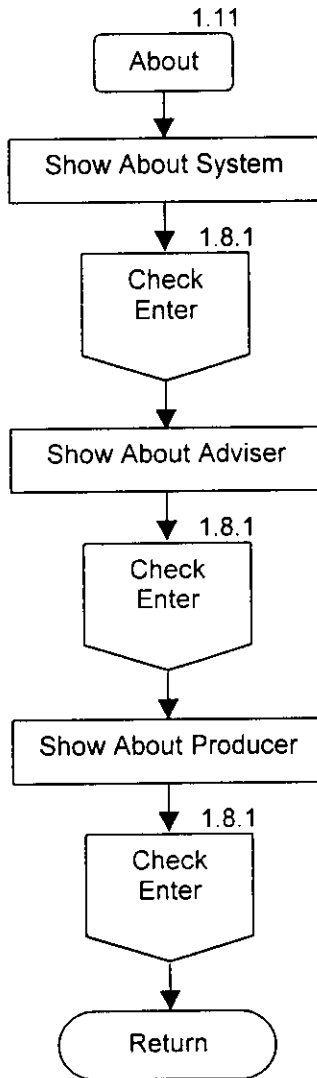 1.11
About
Show About System
1.8.1
Check
Enter
Show About Adviser
1.8.1
Check
Enter
Show About Producer
1.8.1
Check
Enter
Return